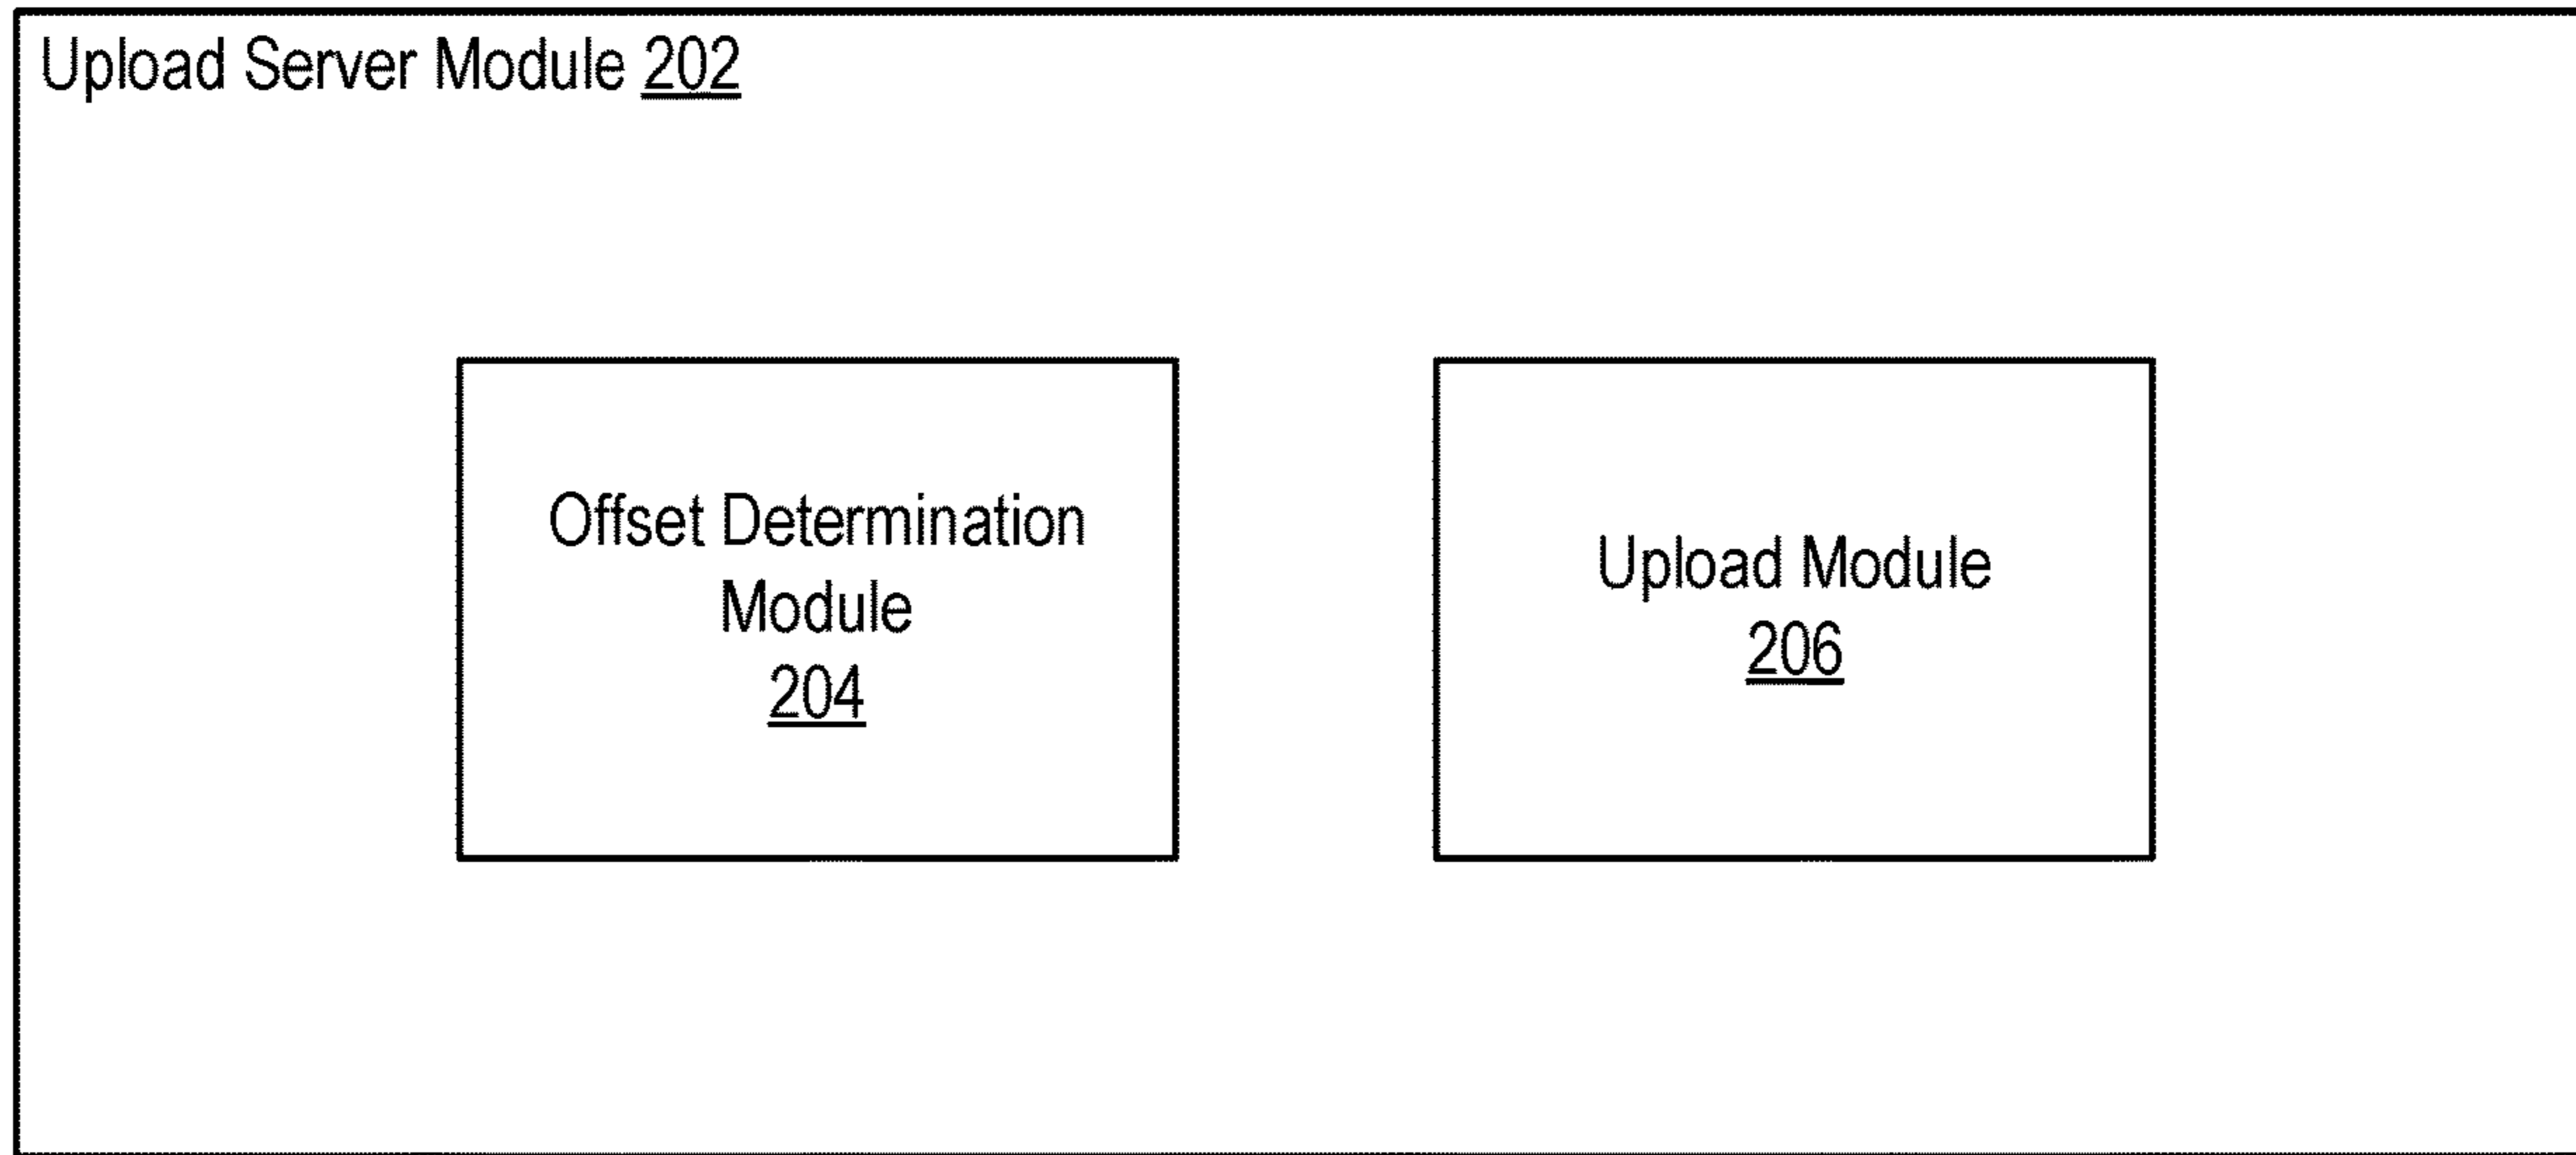 Upload Server Module 202
Offset Determination
Module
204
Upload Module
206